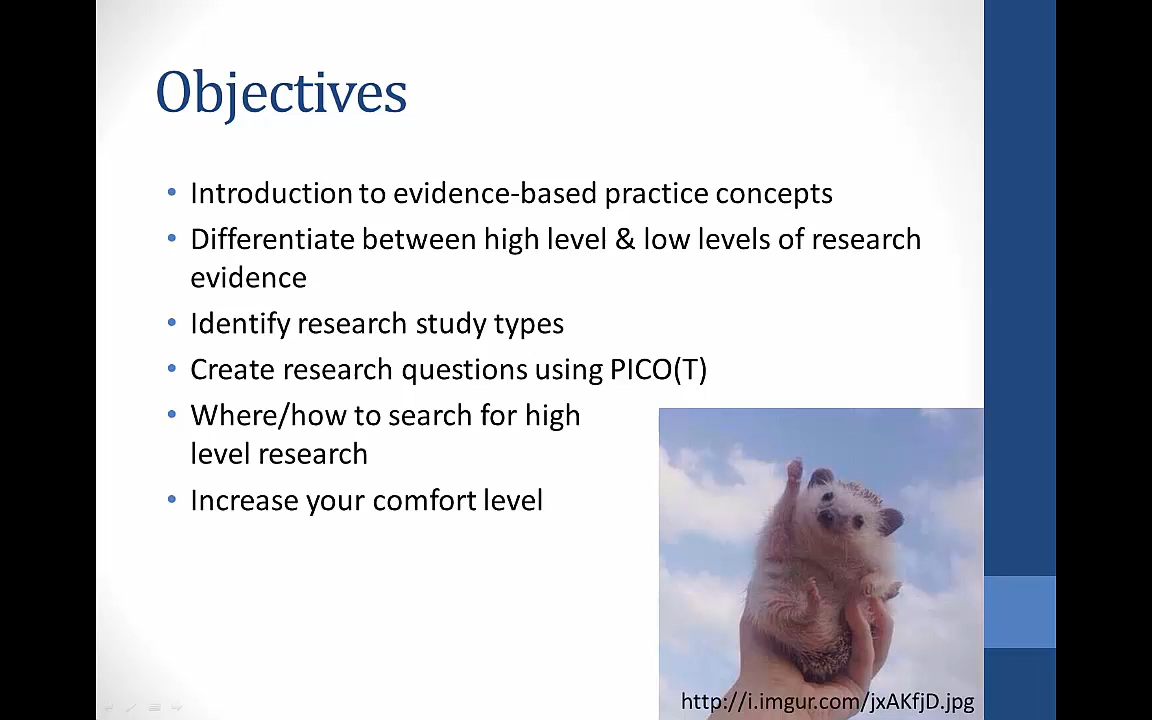 Objectives
• Introduction to evidence-based practice concepts
• Differentiate between high level & low levels of research
evidence
• Identify research study types
• Create research questions using PICO(T)
• Where/how to search for high
level research
• Increase your comfort level
http://i.imgur.com/jxAKfjD.jpg